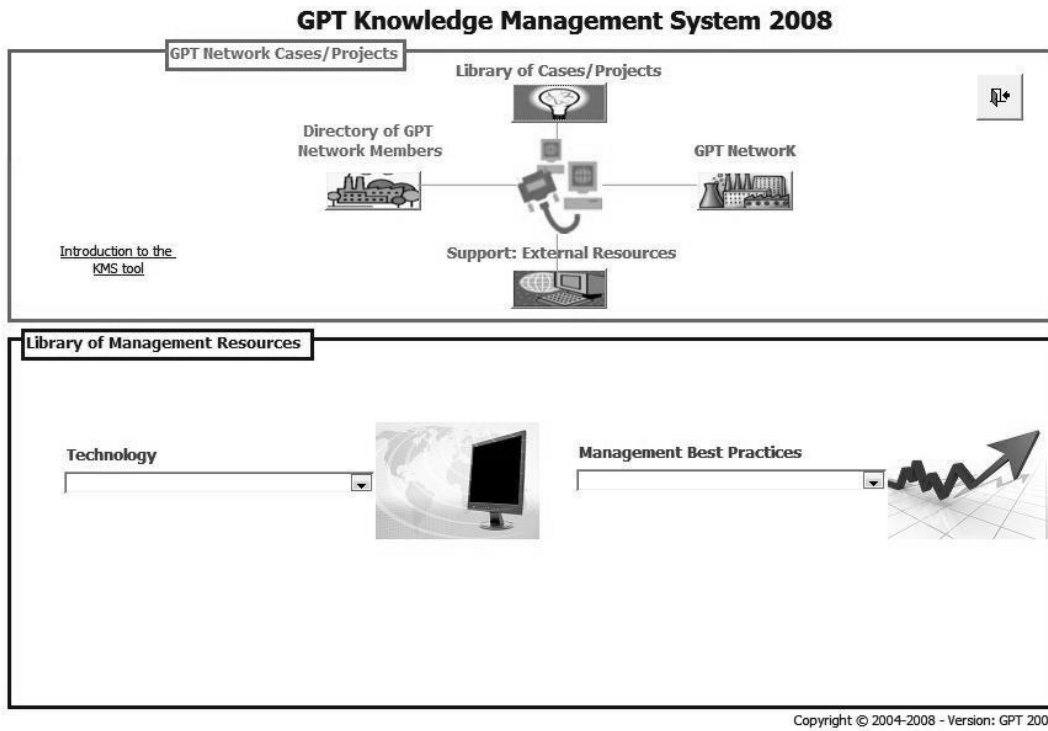 GPT Knowledge Management System 2008
GPT Network Cases/Projects
Library of Cases/Projects
Directory of GPT
Network Members
GPT NetworK
Introduction to the
KMS tool
Support: External Resources
Library of Management Resources
Technology
Management Best Practices
Copyright © 2004-2008 - Version: GPT 200